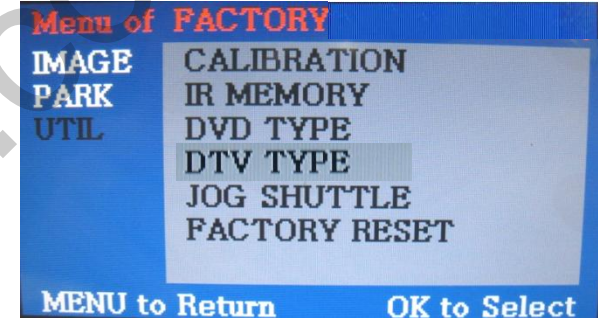 Menu of FACTORY
IMAGE
PARK
UTIL
CALIBRATION
IR MEMORY
DVD TYPE
DTV TYPE
JOG SHUTTLE
FACTORY RESET
MENU to Return
OK to Select